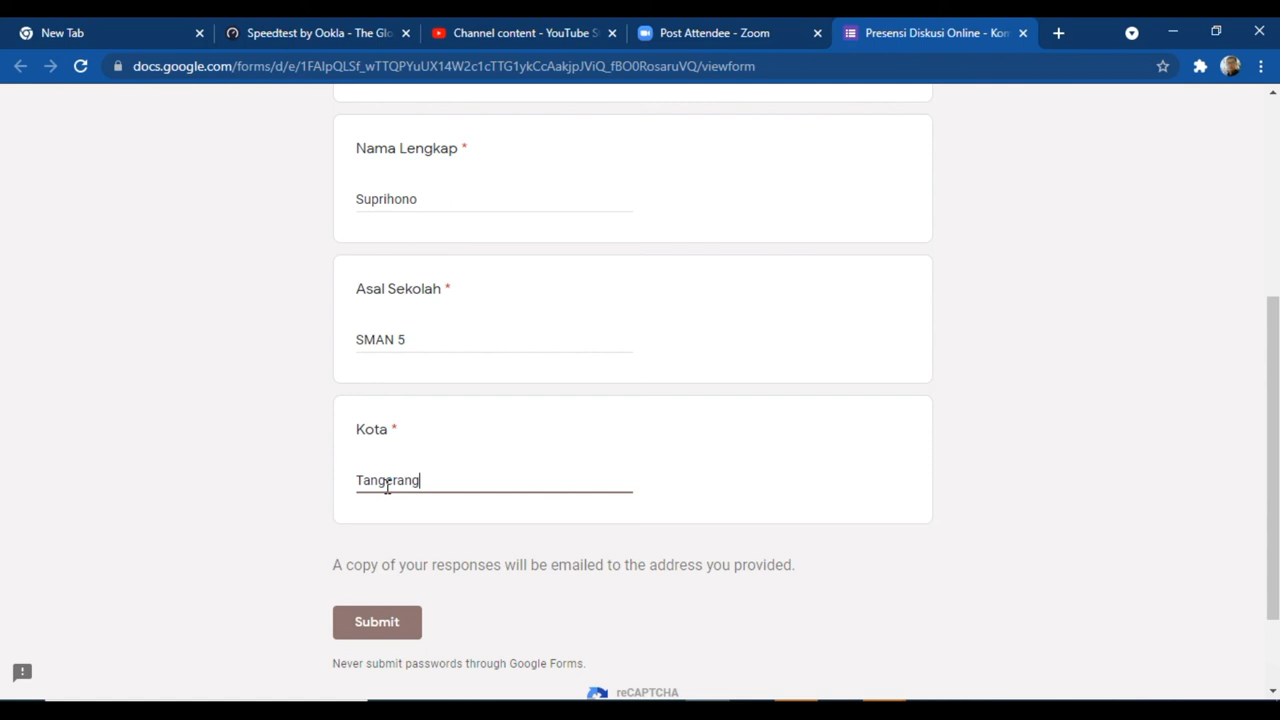 New Tab
Speedtest by Ookla - The Glo
Channel content - YouTube S
Post Attendee - Zoom
Presensi Diskusi Online - Kom
docs.google.com/forms/d/e/1FAIpQLSf_wTTQPYuUX14W2c1cTTG1ykCcAakjpJViQ_fBO0RosaruVQ/viewform
Nama Lengkap *
Suprihono
Asal Sekolah *
SMAN 5
Kota *
Tangerang
A copy of your responses will be emailed to the address you provided.
Submit
Never submit passwords through Google Forms.
reCAPTCHA